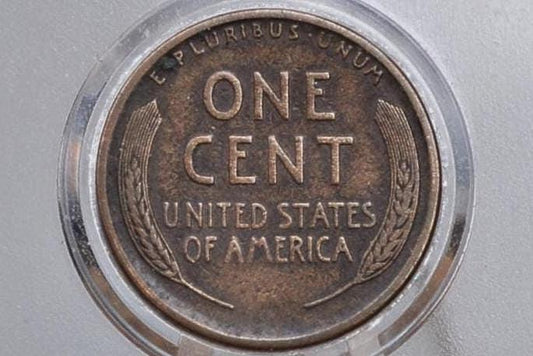 E·PLURIBUS·UNUM
ONE
CENT
UNITED STATES
OF AMERICA